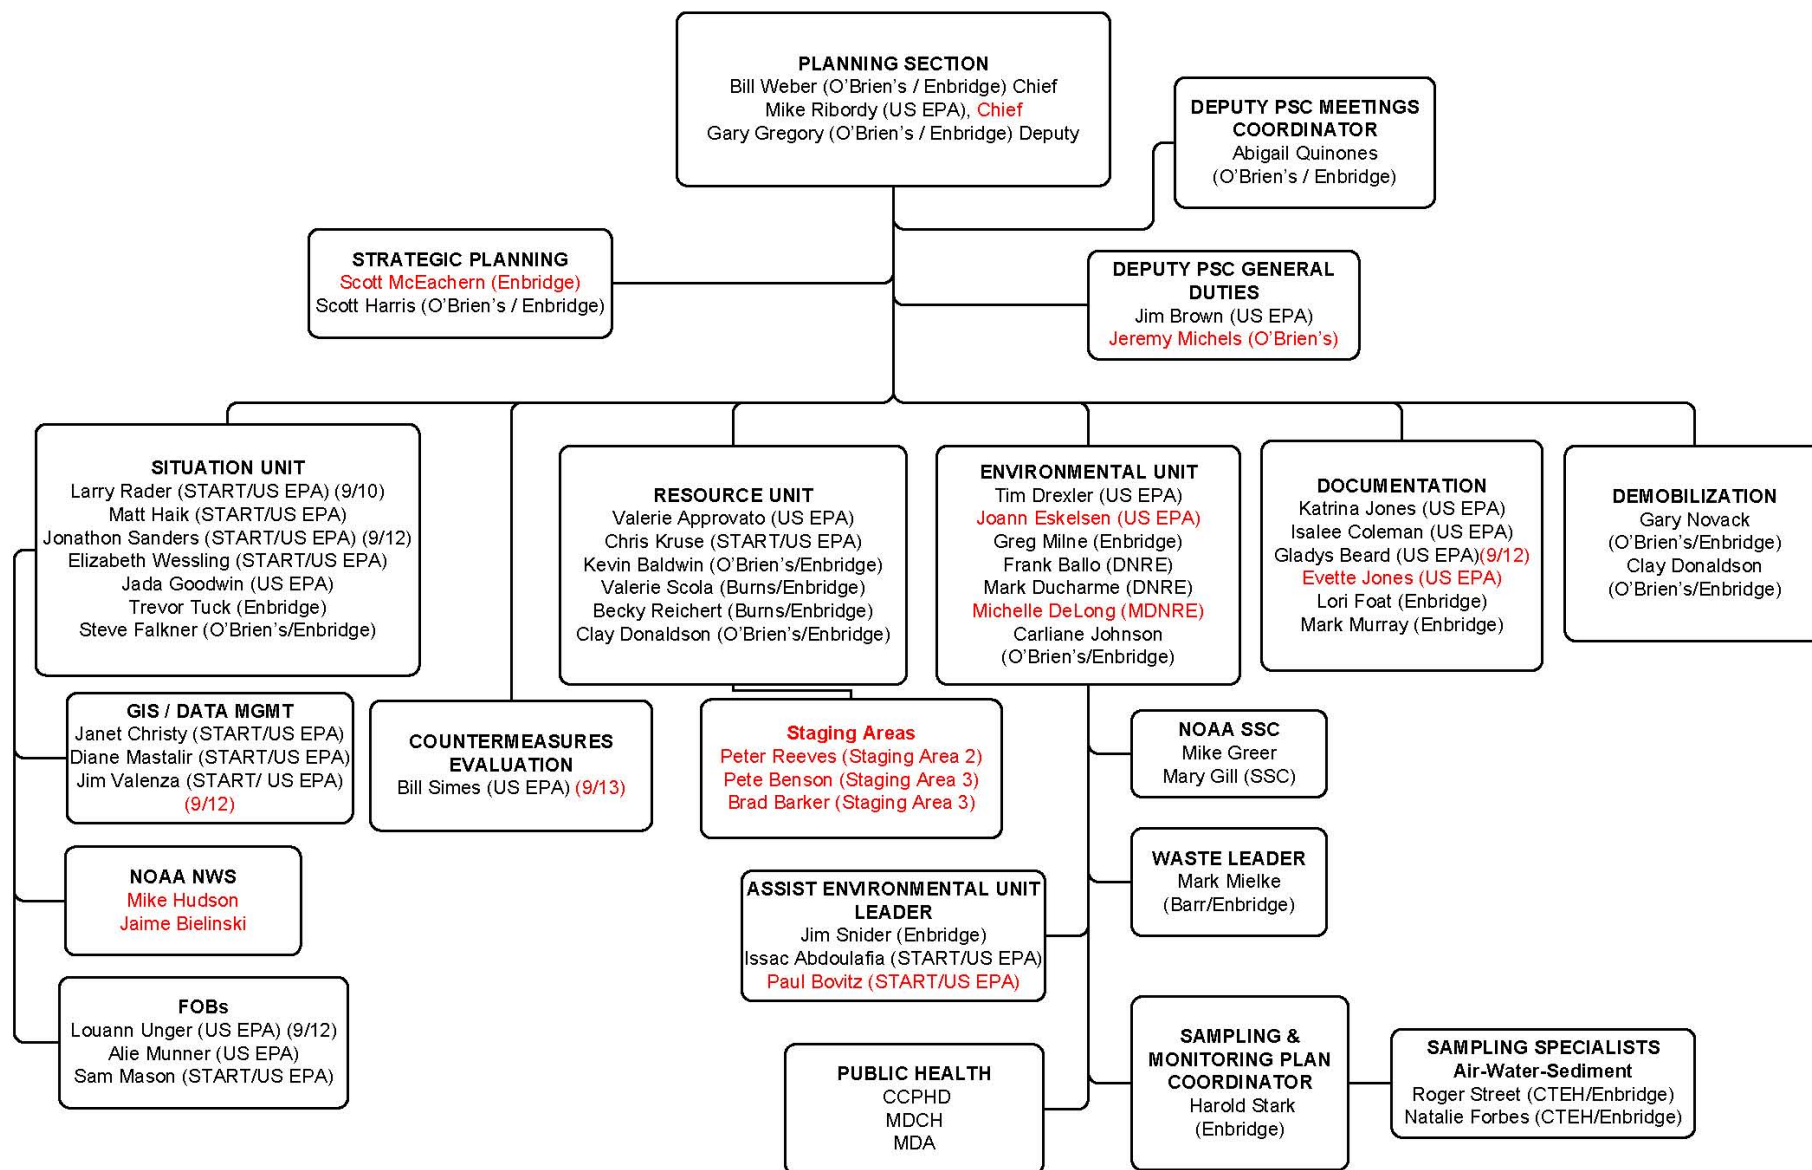 PLANNING SECTION
Bill Weber (O'Brien's / Enbridge) Chief
Mike Ribordy (US EPA), Chief
Gary Gregory (O'Brien's / Enbridge) Deputy
DEPUTY PSC MEETINGS
COORDINATOR
Abigail Quinones
(O'Brien's / Enbridge)
STRATEGIC PLANNING
Scott McEachern (Enbridge)
Scott Harris (O'Brien's / Enbridge)
DEPUTY PSC GENERAL
DUTIES
Jim Brown (US EPA)
Jeremy Michels (O'Brien's)
SITUATION UNIT
Larry Rader (START/US EPA) (9/10)
Matt Haik (START/US EPA)
Jonathon Sanders (START/US EPA) (9/12)
Elizabeth Wessling (START/US EPA)
Jada Goodwin (US EPA)
Trevor Tuck (Enbridge)
Steve Falkner (O'Brien's/Enbridge)
RESOURCE UNIT
Valerie Approvato (US EPA)
Chris Kruse (START/US EPA)
Kevin Baldwin (O'Brien's/Enbridge)
Valerie Scola (Burns/Enbridge)
Becky Reichert (Burns/Enbridge)
Clay Donaldson (O'Brien's/Enbridge)
ENVIRONMENTAL UNIT
Tim Drexler (US EPA)
Joann Eskelsen (US EPA)
Greg Milne (Enbridge)
Frank Ballo (DNRE)
Mark Ducharme (DNRE)
Michelle DeLong (MDNRE)
Carliane Johnson
(O'Brien's/Enbridge)
DOCUMENTATION
Katrina Jones (US EPA)
Isalee Coleman (US EPA)
Gladys Beard (US EPA)(9/12)
Evette Jones (US EPA)
Lori Foat (Enbridge)
Mark Murray (Enbridge)
DEMOBILIZATION
Gary Novack
(O'Brien's/Enbridge)
Clay Donaldson
(O'Brien's/Enbridge)
GIS / DATA MGMT
Janet Christy (START/US EPA)
Diane Mastalir (START/US EPA)
Jim Valenza (START/ US EPA)
(9/12)
COUNTERMEASURES
EVALUATION
Bill Simes (US EPA) (9/13)
Staging Areas
Peter Reeves (Staging Area 2)
Pete Benson (Staging Area 3)
Brad Barker (Staging Area 3)
NOAA SSC
Mike Greer
Mary Gill (SSC)
NOAA NWS
Mike Hudson
Jaime Bielinski
WASTE LEADER
Mark Mielke
(Barr/Enbridge)
ASSIST ENVIRONMENTAL UNIT
LEADER
Jim Snider (Enbridge)
Issac Abdoulafia (START/US EPA)
Paul Bovitz (START/US EPA)
FOBs
Louann Unger (US EPA) (9/12)
Alie Munner (US EPA)
Sam Mason (START/US EPA)
PUBLIC HEALTH
CCPHD
MDCH
MDA
SAMPLING &
MONITORING PLAN
COORDINATOR
Harold Stark
(Enbridge)
SAMPLING SPECIALISTS
Air-Water-Sediment
Roger Street (CTEH/Enbridge)
Natalie Forbes (CTEH/Enbridge)